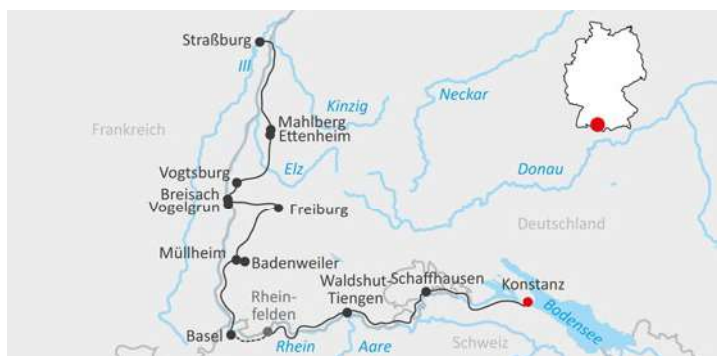 Straßburg
Ill
Kinzig
Neckar
Frankreich
Mahlberg
Ettenheim
Elz
Donau
Vogtsburg
Breisach
Vogelgrun
Freiburg
Deutschland
Müllheim
Badenweiler
Waldshut-
Tiengen
Schaffhausen
Konstanz
Rhein-
felden
Bodensee
Basel
Rhein
Aare
Schweiz